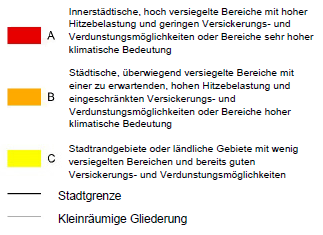 Innerstädtische, hoch versiegelte Bereiche mit hoher
Hitzebelastung und geringen Versickerungs- und
A
Verdunstungsmöglichkeiten oder Bereiche sehr hoher
klimatische Bedeutung
Städtische, überwiegend versiegelte Bereiche mit
einer zu erwartenden, hohen Hitzebelastung und
B
eingeschränkten Versickerungs- und
Verdunstungsmöglichkeiten oder Bereiche hoher
klimatische Bedeutung
Stadtrandgebiete oder ländliche Gebiete mit wenig
C
versiegelten Bereichen und bereits guten
Versickerungs- und Verdunstungsmöglichkeiten
Stadtgrenze
Kleinräumige Gliederung